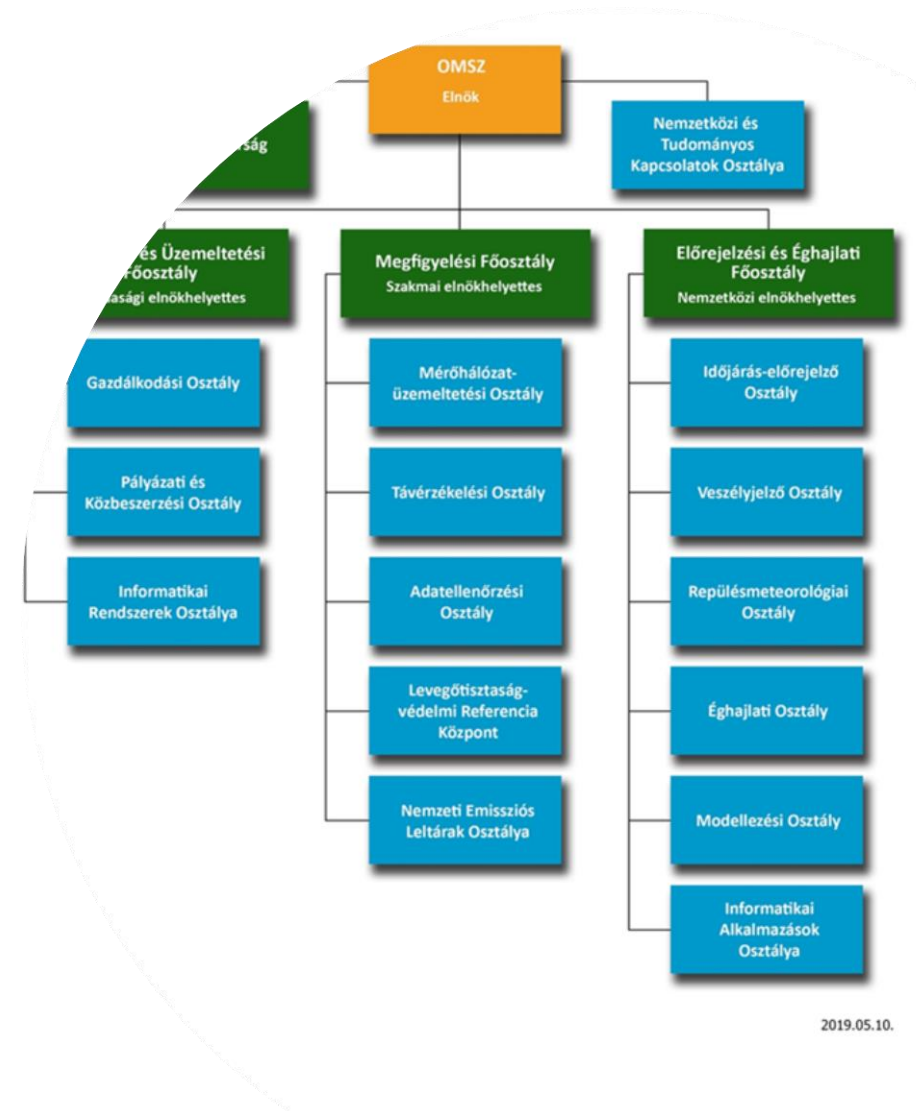 OMSZ
Elnök
Nemzetközi és
Tudományos
Kapcsolatok Osztálya
és Üzemeltetési
Főosztály
elnökhelyettes
Gazdálkodási Osztály
Pályázati és
Közbeszerzési Osztály
Informatikai
Rendszerek Osztálya
Megfigyelési Főosztály
Szakmai elnökhelyettes
Mérőhálózat-
üzemeltetési Osztály
Távérzékelési Osztály
Adatellenőrzési
Osztály
Levegőtisztaság-
védelmi Referencia
Központ
Nemzeti Emissziós
Leltárak Osztálya
Előrejelzési és Éghajlati
Főosztály
Nemzetközi elnökhelyettes
Időjárás-előrejelző
Osztály
Veszélyjelző Osztály
Repülésmeteorológiai
Osztály
Éghajlati Osztály
Modellezési Osztály
Informatikai
Alkalmazások
Osztálya
2019.05.10.